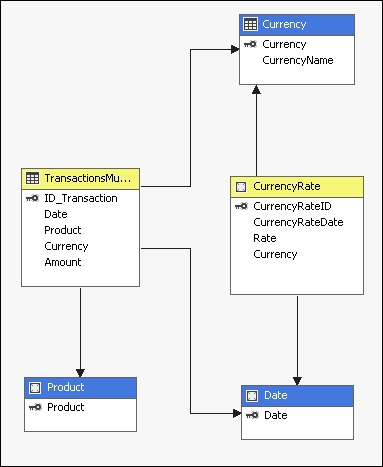 Currency
Currency
CurrencyName
TransactionsMu...
ID_Transaction
Date
Product
Currency
Amount
CurrencyRate
CurrencyRateID
CurrencyRateDate
Rate
Currency
Product
Product
Date
Date